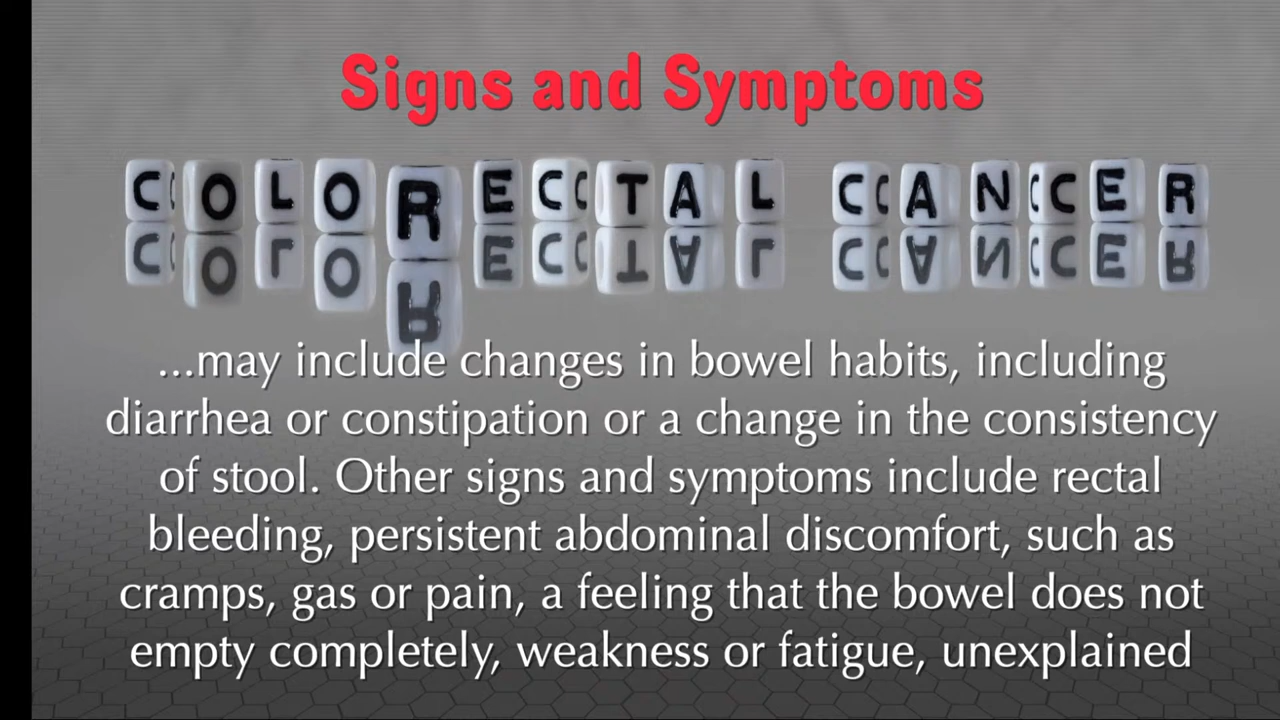 Signs and Symptoms
COLORECTAL CANCER
...may include changes in bowel habits, including
diarrhea or constipation or a change in the consistency
of stool. Other signs and symptoms include rectal
bleeding, persistent abdominal discomfort, such as
cramps, gas or pain, a feeling that the bowel does not
empty completely, weakness or fatigue, unexplained